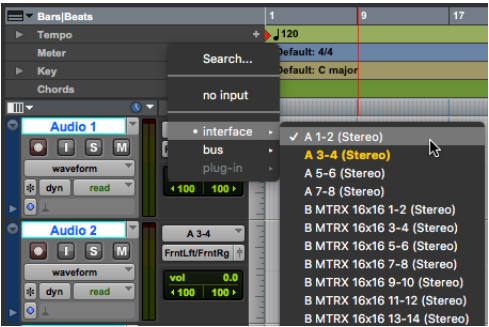 Bars|Beats 1 9 17
Tempo + 120
Meter Default: 4/4
Key Default: C major
Chords
Search...
no input
• interface
bus
plug-in
✓ A 1-2 (Stereo)
A 3-4 (Stereo)
A 5-6 (Stereo)
A 7-8 (Stereo)
B MTRX 16x16 1-2 (Stereo)
B MTRX 16x16 3-4 (Stereo)
B MTRX 16x16 5-6 (Stereo)
B MTRX 16x16 7-8 (Stereo)
B MTRX 16x16 9-10 (Stereo)
B MTRX 16x16 11-12 (Stereo)
B MTRX 16x16 13-14 (Stereo)
Audio 1
I S M
waveform
dyn read
100 100
Audio 2
I S M
waveform
dyn read
A 3-4
FrntLft/FrntRg
vol 0.0
100 100